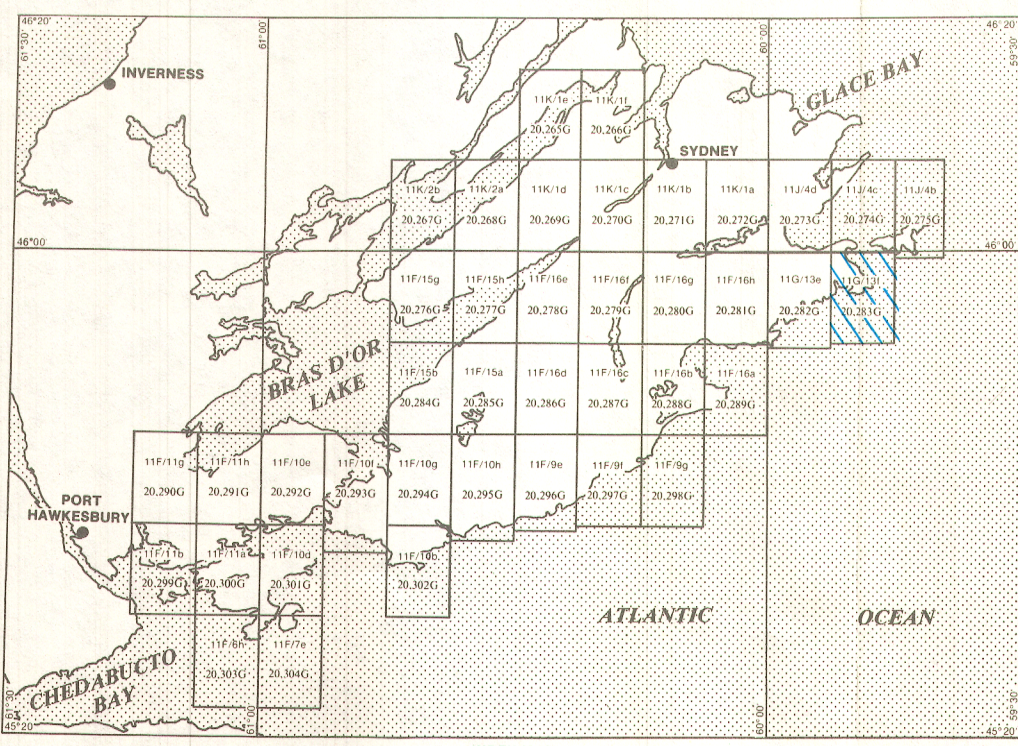 46°20'
61°30'
61°00'
60°00'
46°20'
59°30'
INVERNESS
GLACE BAY
11K/1e
11K/1f
20,265G
20,266G
SYDNEY
11K/2b
11K/2a
11K/1d
11K/1c
11K/1b
11K/1a
11J/4d
11J/4c
11J/4b
20,267G
20,268G
20,269G
20,270G
20,271G
20,272G
20,273G
20,274G
20,275G
46°00'
46°00'
11F/15g
11F/15h
11F/16e
11F/16f
11F/16g
11F/16h
11G/13e
11G/13f
20,276G
20,277G
20,278G
20,279G
20,280G
20,281G
20,282G
20,283G
BRAS D'OR
LAKE
11F/15b
11F/15a
11F/16d
11F/16c
11F/16b
11F/16a
20,284G
20,285G
20,286G
20,287G
20,288G
20,289G
11F/11g
11F/11h
11F/10e
11F/10f
11F/10g
11F/10h
11F/9e
11F/9f
11F/9g
20,290G
20,291G
20,292G
20,293G
20,294G
20,295G
20,296G
20,297G
20,298G
PORT
HAWKESBURY
11F/11b
11F/11a
11F/10d
11F/10b
20,299G
20,300G
20,301G
20,302G
ATLANTIC
OCEAN
11F/6h
11F/7e
20,303G
20,304G
CHEDABUCTO
BAY
61°30'
45°20'
61°00'
60°00'
59°30'
45°20'